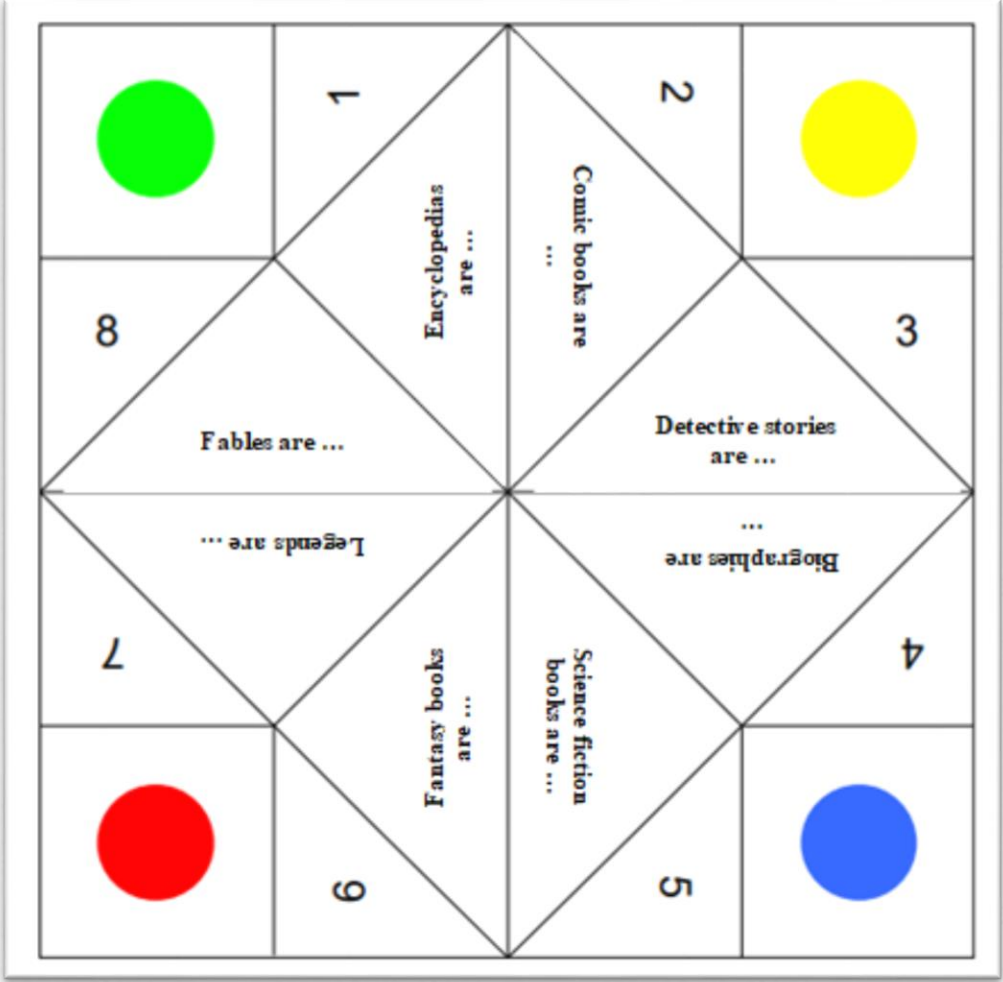 1
2
Encyclopedias
are ...
Comic books are
...
8
3
Fables are ...
Detective stories
are ...
Legends are ...
Biographies are
...
7
4
Fantasy books
are ...
Science fiction
books are ...
6
5